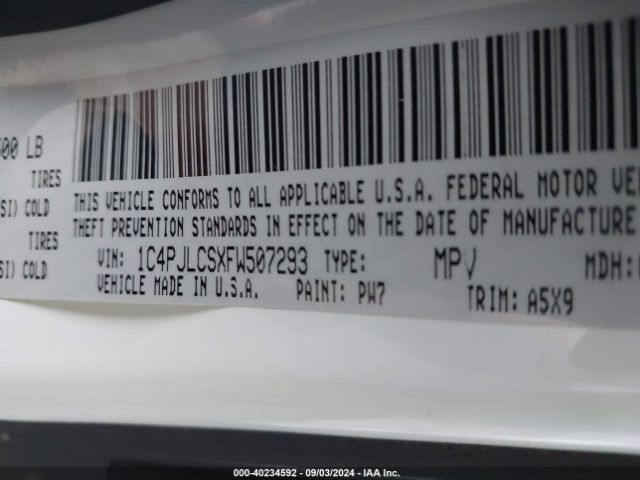 500 LB
TIRES
SI) COLD
TIRES
SI) COLD
THIS VEHICLE CONFORMS TO ALL APPLICABLE U.S.A. FEDERAL MOTOR VE
THEFT PREVENTION STANDARDS IN EFFECT ON THE DATE OF MANUFACTURE
VIN: 1C4PJLCSXFW507293 TYPE: MPV MDH:
VEHICLE MADE IN U.S.A. PAINT: PW7 TRIM: A5X9
000-40234592 - 09/03/2024 - IAA Inc.